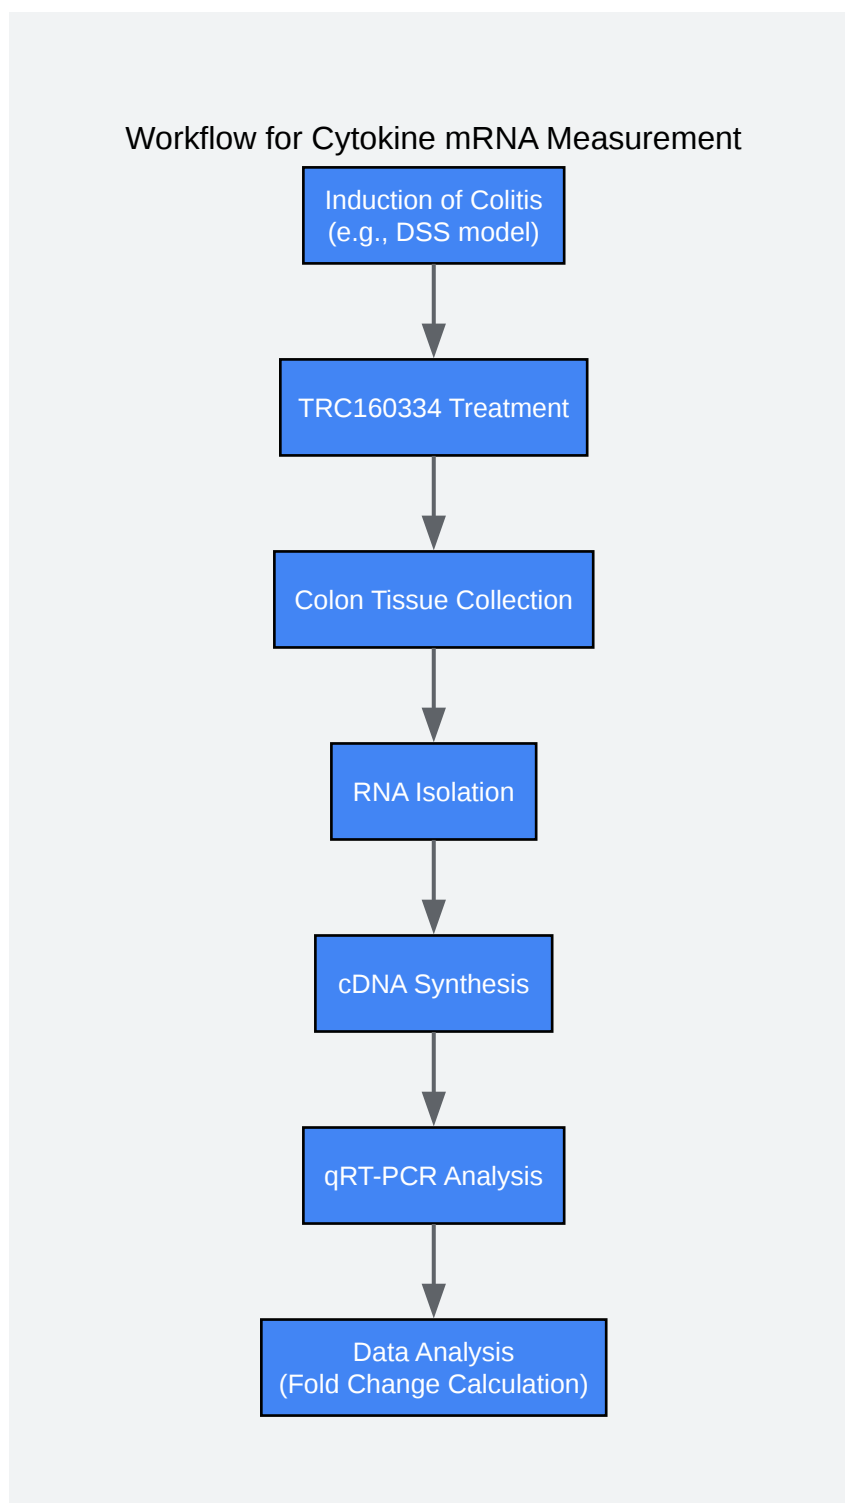 Workflow for Cytokine mRNA Measurement
Induction of Colitis
(e.g., DSS model)
TRC160334 Treatment
Colon Tissue Collection
RNA Isolation
cDNA Synthesis
qRT-PCR Analysis
Data Analysis
(Fold Change Calculation)